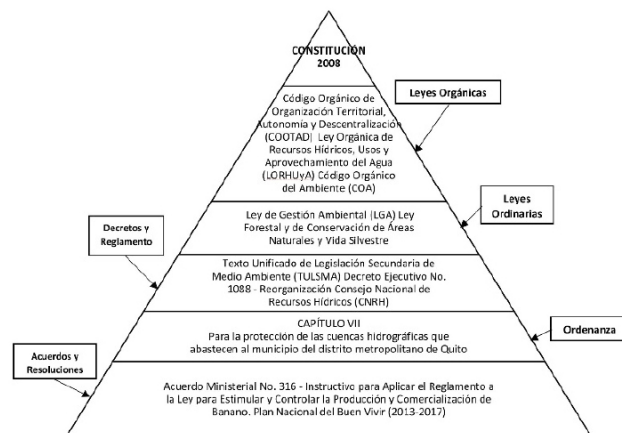 CONSTITUCIÓN
2008
Leyes Orgánicas
Código Orgánico de
Organización Territorial,
Autonomía y Descentralización
(COOTAD) Ley Orgánica de
Recursos Hídricos, Usos y
Aprovechamiento del Agua
(LORHUyA) Código Orgánico
del Ambiente (COA)
Leyes
Ordinarias
Ley de Gestión Ambiental (LGA) Ley
Forestal y de Conservación de Áreas
Naturales y Vida Silvestre
Decretos y
Reglamento
Texto Unificado de Legislación Secundaria de
Medio Ambiente (TULSMA) Decreto Ejecutivo No.
1088 - Reorganización Consejo Nacional de
Recursos Hídricos (CNRH)
Ordenanza
CAPÍTULO VII
Para la protección de las cuencas hidrográficas que
abastecen al municipio del distrito metropolitano de Quito
Acuerdos y
Resoluciones
Acuerdo Ministerial No. 316 - Instructivo para Aplicar el Reglamento a
la Ley para Estimular y Controlar la Producción y Comercialización de
Banano. Plan Nacional del Buen Vivir (2013-2017)